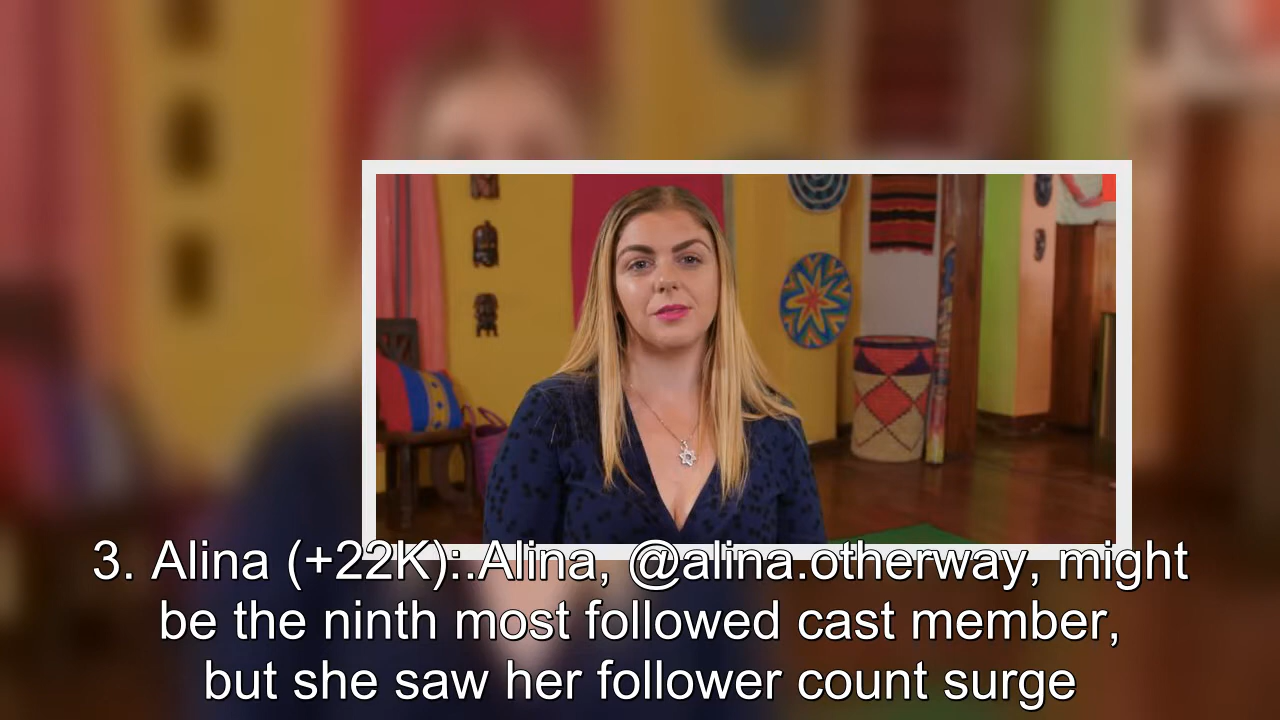 3. Alina (+22K):.Alina, @alina.otherway, might
be the ninth most followed cast member,
but she saw her follower count surge